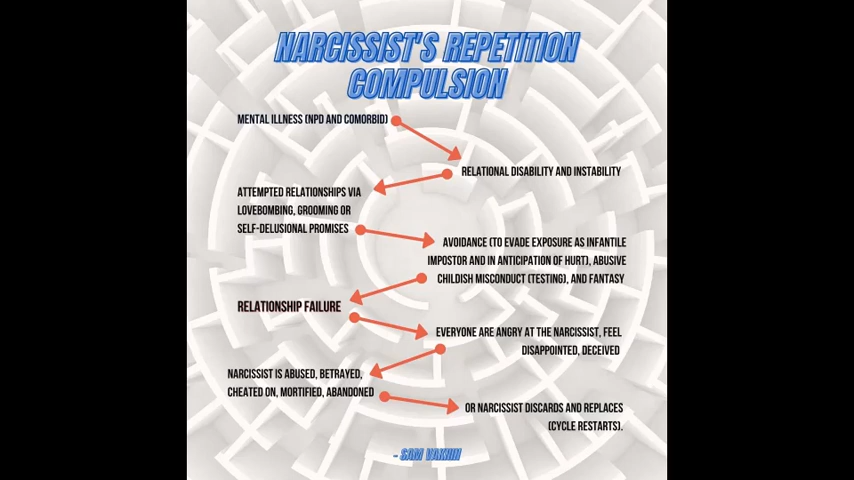 NARCISSIST'S REPETITION
COMPULSION
MENTAL ILLNESS (NPD AND COMORBID)
RELATIONAL DISABILITY AND INSTABILITY
ATTEMPTED RELATIONSHIPS VIA
LOVEBOMBING, GROOMING OR
SELF-DELUSIONAL PROMISES
AVOIDANCE (TO EVADE EXPOSURE AS INFANTILE
IMPOSTOR AND IN ANTICIPATION OF HURT), ABUSIVE
CHILDISH MISCONDUCT (TESTING), AND FANTASY
RELATIONSHIP FAILURE
EVERYONE ARE ANGRY AT THE NARCISSIST, FEEL
DISAPPOINTED, DECEIVED
NARCISSIST IS ABUSED, BETRAYED,
CHEATED ON, MORTIFIED, ABANDONED
OR NARCISSIST DISCARDS AND REPLACES
(CYCLE RESTARTS).
- SAM VAKNIN